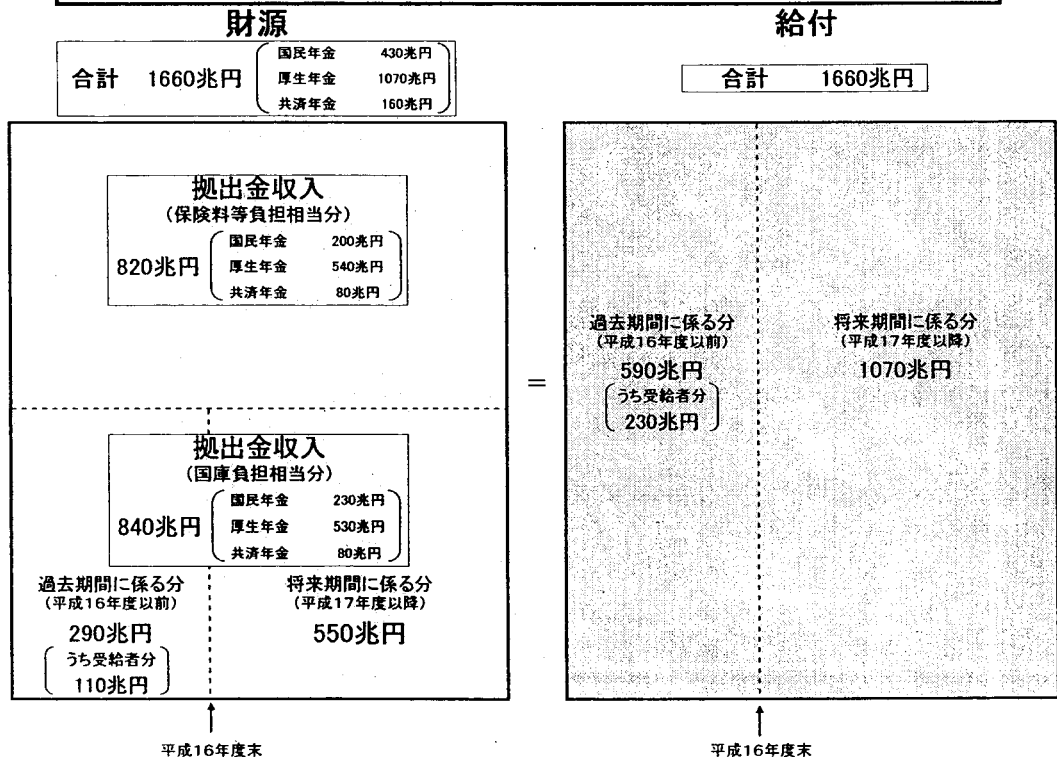 財源
合計 1660兆円
国民年金 430兆円
厚生年金 1070兆円
共済年金 160兆円
拠出金収入
(保険料等負担相当分)
820兆円
国民年金 200兆円
厚生年金 540兆円
共済年金 80兆円
拠出金収入
(国庫負担相当分)
840兆円
国民年金 230兆円
厚生年金 530兆円
共済年金 80兆円
過去期間に係る分
(平成16年度以前)
290兆円
うち受給者分
110兆円
将来期間に係る分
(平成17年度以降)
550兆円
平成16年度末
=
給付
合計 1660兆円
過去期間に係る分
(平成16年度以前)
590兆円
うち受給者分
230兆円
将来期間に係る分
(平成17年度以降)
1070兆円
平成16年度末